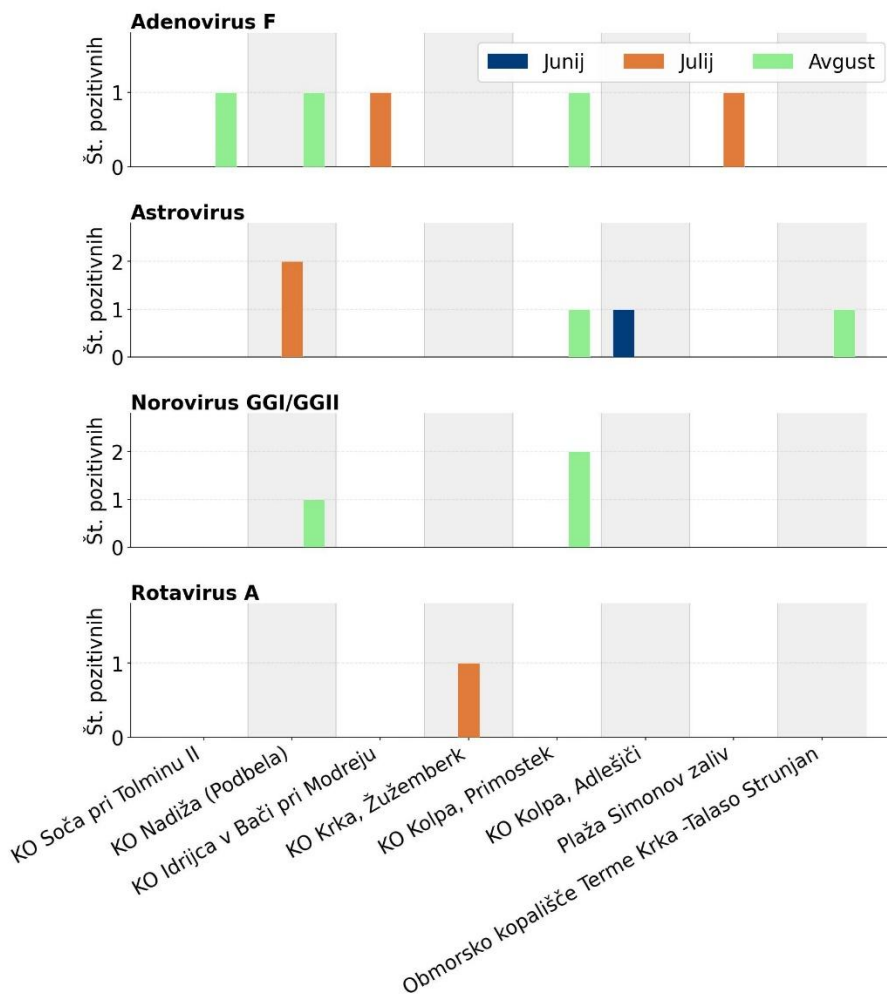 Adenovirus F
Junij
Julij
Avgust
Št. pozitivnih
1
0
Astrovirus
Št. pozitivnih
2
1
0
Norovirus GGI/GGII
Št. pozitivnih
2
1
0
Rotavirus A
Št. pozitivnih
1
0
KO Soča pri Tolminu II
KO Nadiža (Podbela)
KO Idrijca v Bači pri Modreju
KO Krka, Žužemberk
KO Kolpa, Primostek
KO Kolpa, Adlešiči
Plaža Simonov zaliv
Obmorsko kopališče Terme Krka -Talaso Strunjan